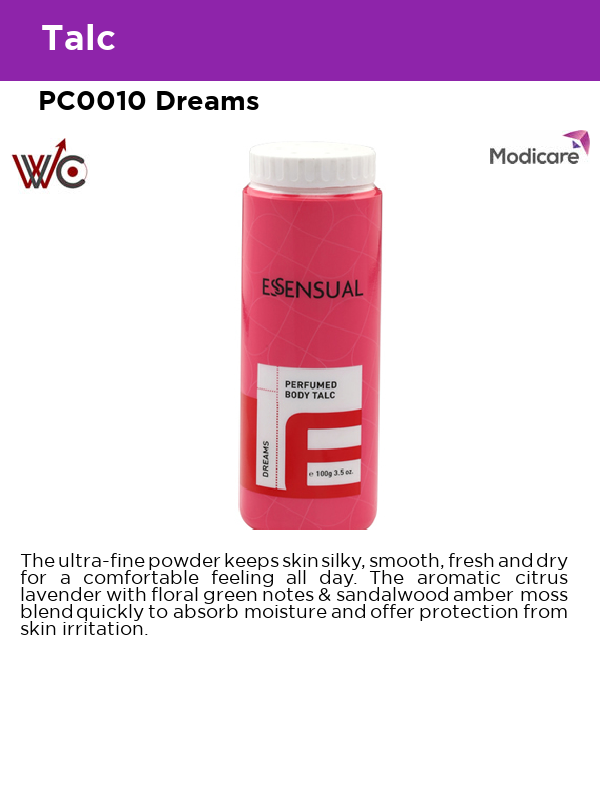 Talc
PC0010 Dreams
WC
Modicare
ESSENSUAL
PERFUMED
BODY TALC
DREAMS
e 100g 3.5 oz.
The ultra-fine powder keeps skin silky, smooth, fresh and dry
for a comfortable feeling all day. The aromatic citrus
lavender with floral green notes & sandalwood amber moss
blend quickly to absorb moisture and offer protection from
skin irritation.